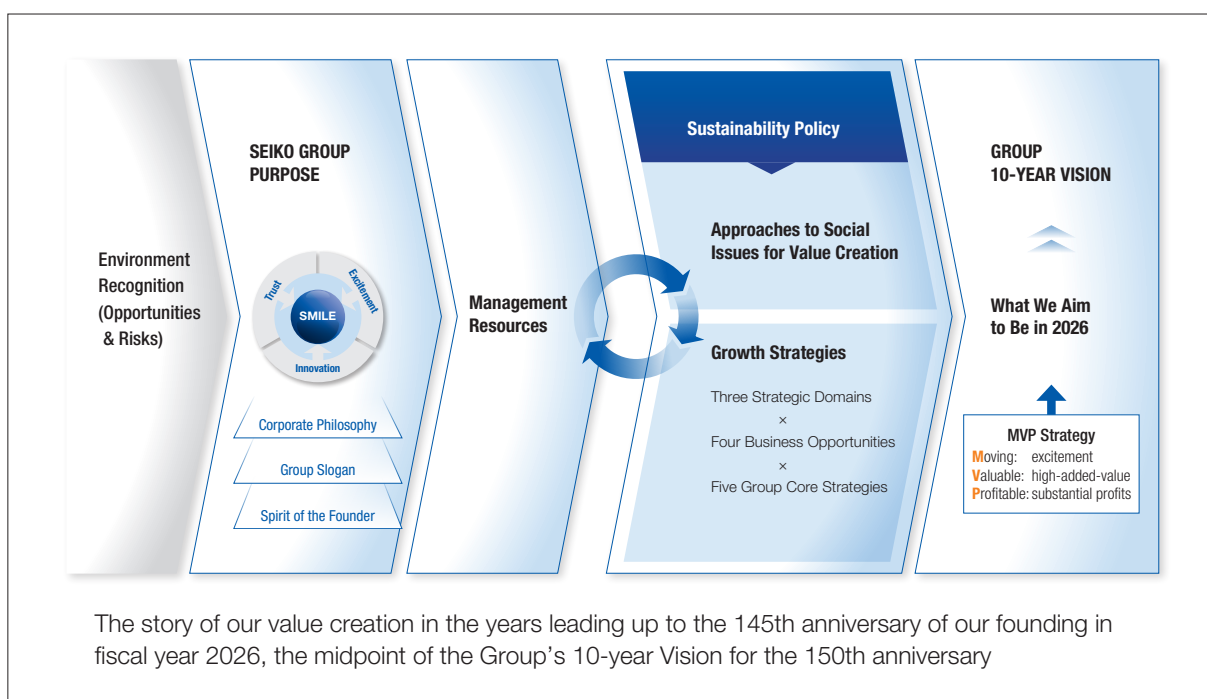 Environment
Recognition
(Opportunities
& Risks)
SEIKO GROUP
PURPOSE
Trust
Excitement
SMILE
Innovation
Corporate Philosophy
Group Slogan
Spirit of the Founder
Management
Resources
Sustainability Policy
Approaches to Social
Issues for Value Creation
Growth Strategies
Three Strategic Domains
×
Four Business Opportunities
×
Five Group Core Strategies
GROUP
10-YEAR VISION
What We Aim
to Be in 2026
MVP Strategy
Moving: excitement
Valuable: high-added-value
Profitable: substantial profits
The story of our value creation in the years leading up to the 145th anniversary of our founding in
fiscal year 2026, the midpoint of the Group’s 10-year Vision for the 150th anniversary